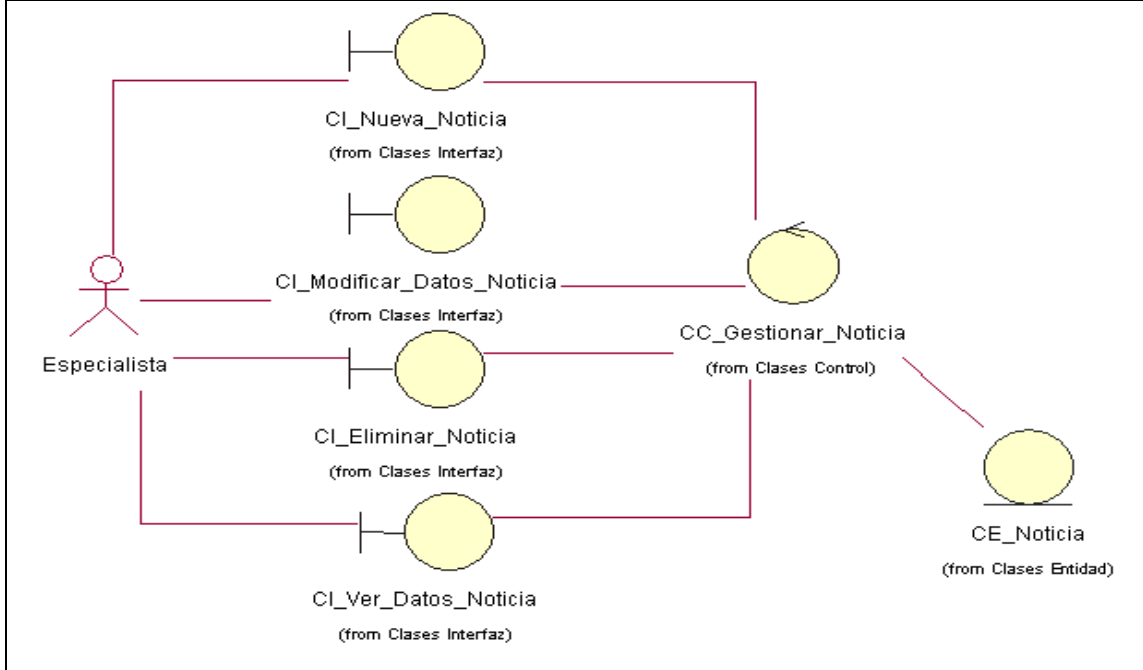 CI_Nueva_Noticia
(from Clases Interfaz)
CI_Modificar_Datos_Noticia
(from Clases Interfaz)
Especialista
CI_Eliminar_Noticia
(from Clases Interfaz)
CI_Ver_Datos_Noticia
(from Clases Interfaz)
CC_Gestionar_Noticia
(from Clases Control)
CE_Noticia
(from Clases Entidad)